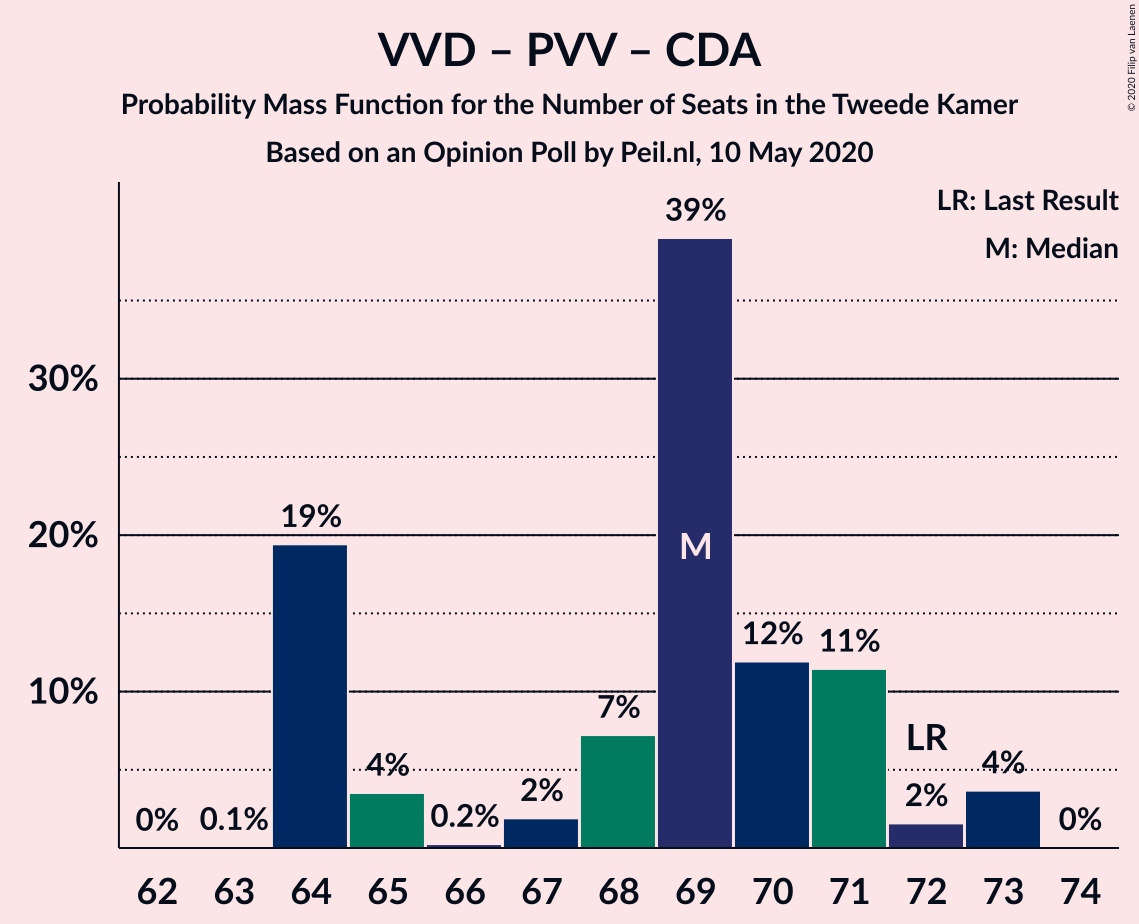 VVD – PVV – CDA
Probability Mass Function for the Number of Seats in the Tweede Kamer
Based on an Opinion Poll by Peil.nl, 10 May 2020
© 2020 Filip van Laenen
LR: Last Result
M: Median
30%
20%
10%
0%
0.1%
19%
4%
0.2%
2%
7%
39%
M
12%
11%
LR
2%
4%
0%
62 63 64 65 66 67 68 69 70 71 72 73 74